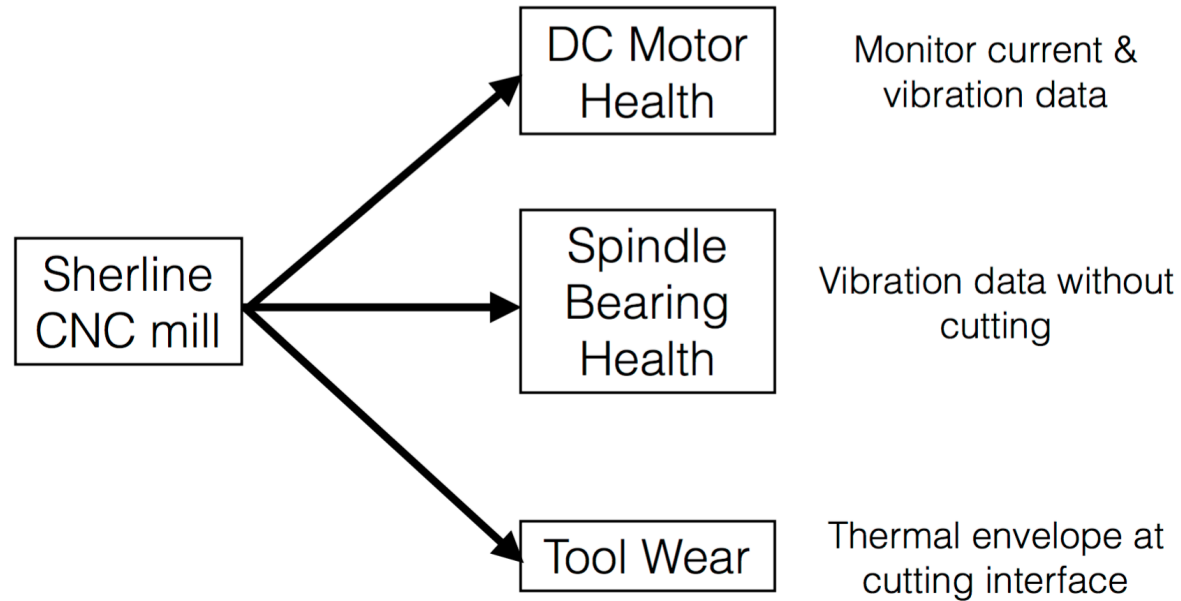 DC Motor
Health
Monitor current &
vibration data
Sherline
CNC mill
Spindle
Bearing
Health
Vibration data without
cutting
Tool Wear
Thermal envelope at
cutting interface